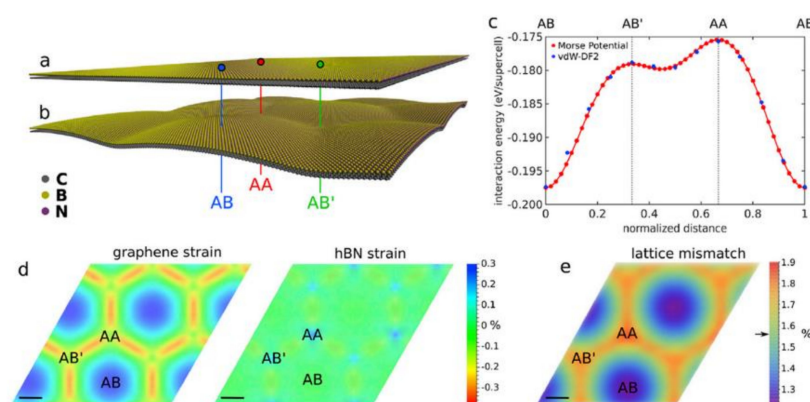 a
b
AB
AA
AB'
C
B
N
c
AB
AB'
AA
AB
Morse Potential
vdW-DF2
interaction energy (eV/supercell)
-0.175
-0.180
-0.185
-0.190
-0.195
-0.200
0
0.2
0.4
0.6
0.8
1
normalized distance
d
graphene strain
AA
AB'
AB
hBN strain
AA
AB'
AB
0.3
0.2
0.1
0 %
-0.1
-0.2
-0.3
e
lattice mismatch
AA
AB'
AB
1.9
1.8
1.7
1.6
%
1.5
1.4
1.3